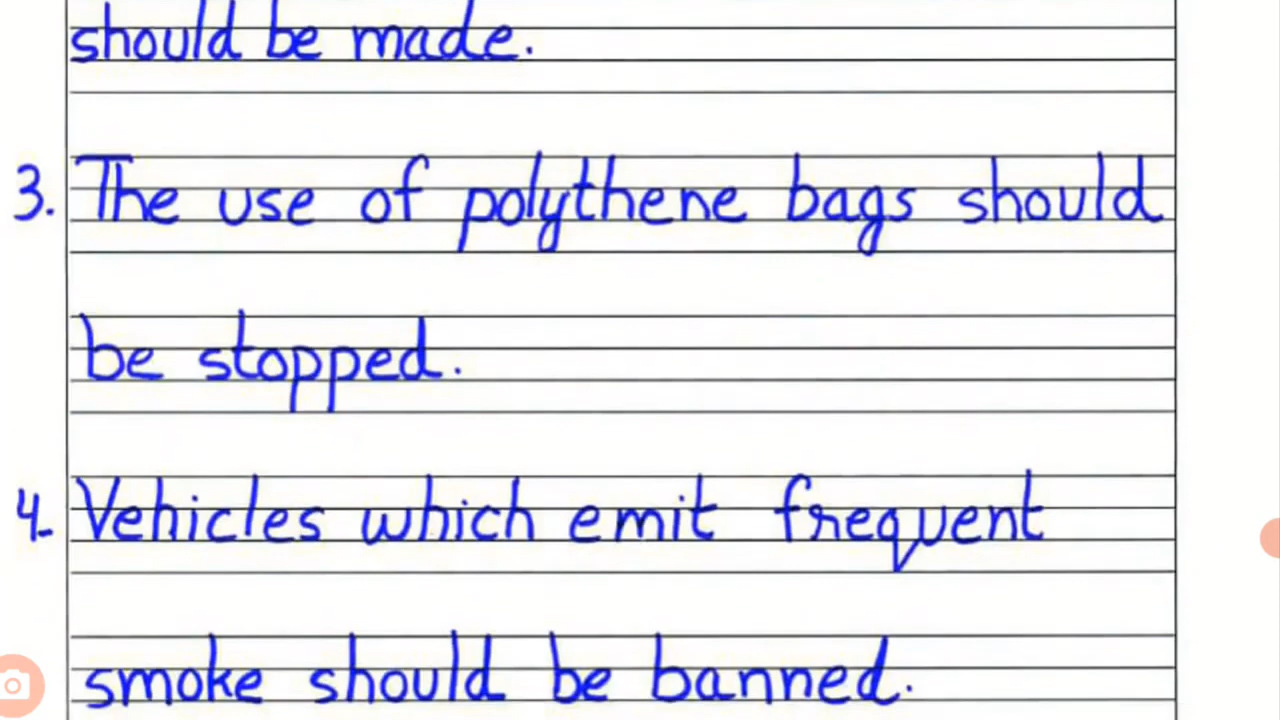 should be made.
3. The use of polythene bags should
be stopped.
4. Vehicles which emit frequent
smoke should be banned.